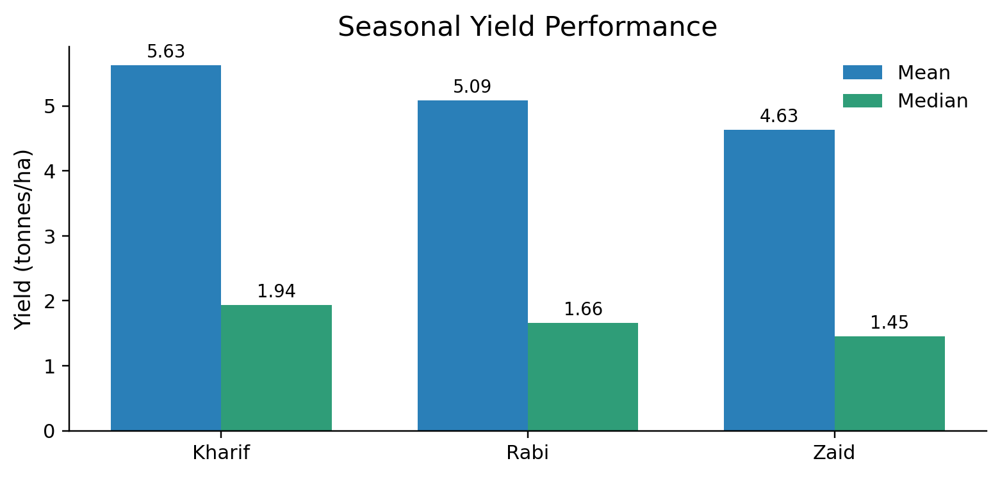 Seasonal Yield Performance
Mean
Median
Yield (tonnes/ha)
5
4
3
2
1
0
5.63
1.94
5.09
1.66
4.63
1.45
Kharif
Rabi
Zaid